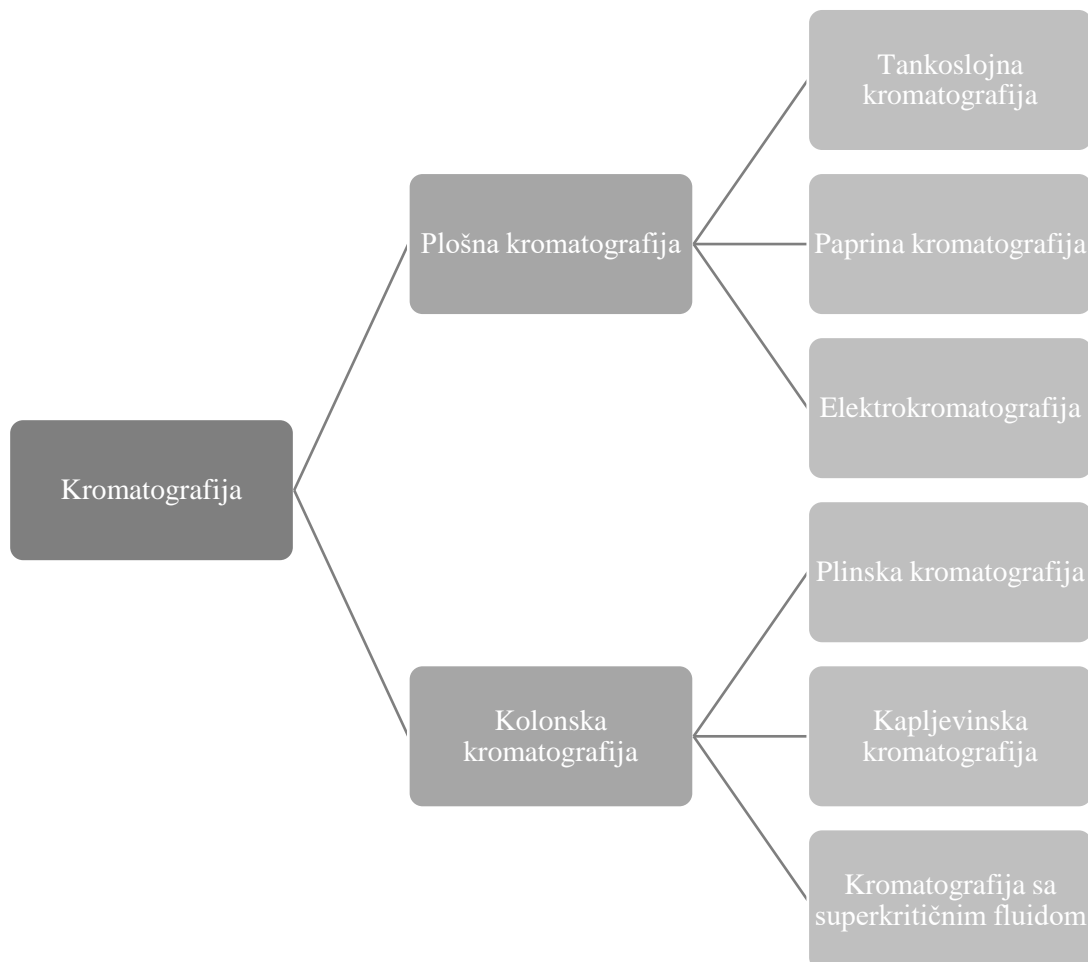 Tankoslojna
kromatografija
Plošna kromatografija
Paprina kromatografija
Elektrokromatografija
Kromatografija
Plinska kromatografija
Kolonska
kromatografija
Kapljevinska
kromatografija
Kromatografija sa
superkritičnim fluidom